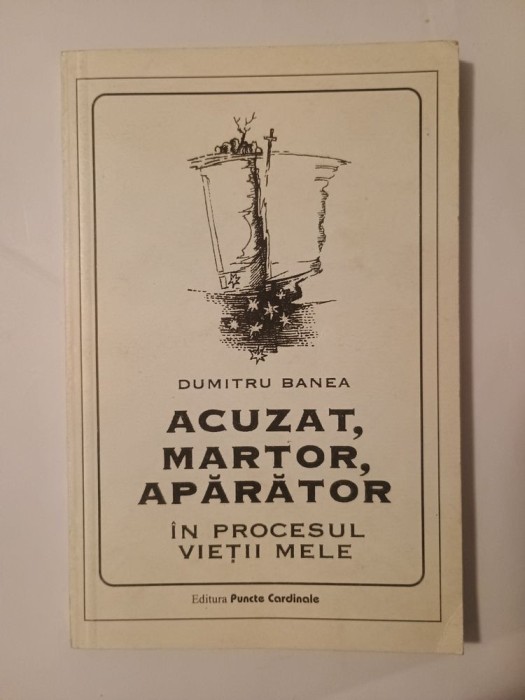 DUMITRU BANEA
ACUZAT,
MARTOR,
APĂRĂTOR
ÎN PROCESUL
VIEȚII MELE
Editura Puncte Cardinale